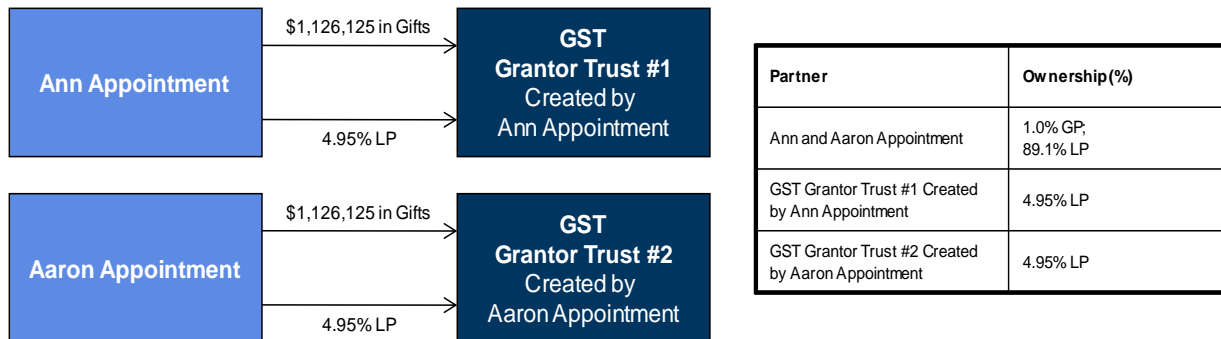 Ann Appointment
$1,126,125 in Gifts
4.95% LP
GST
Grantor Trust #1
Created by
Ann Appointment
Aaron Appointment
$1,126,125 in Gifts
4.95% LP
GST
Grantor Trust #2
Created by
Aaron Appointment
Partner
Ownership(%)
Ann and Aaron Appointment
1.0% GP;
89.1% LP
GST Grantor Trust #1 Created
by Ann Appointment
4.95% LP
GST Grantor Trust #2 Created
by Aaron Appointment
4.95% LP